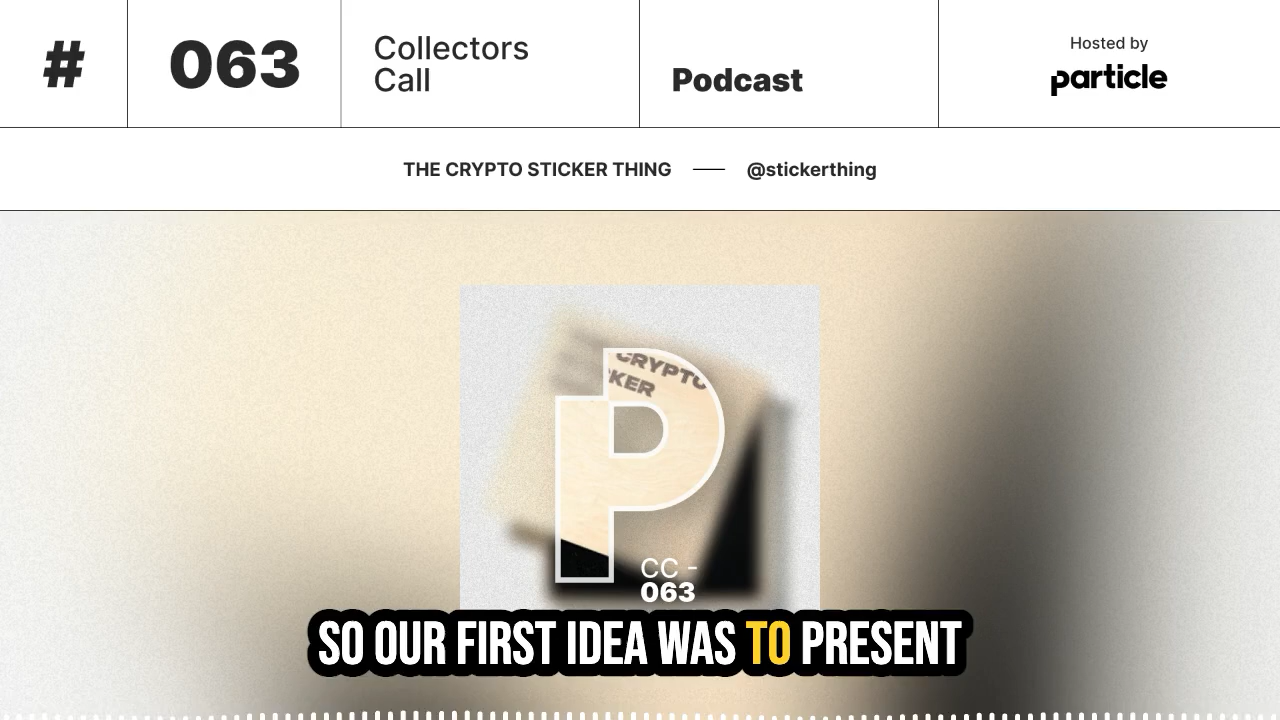 #
063
Collectors
Call
Podcast
Hosted by
particle
THE CRYPTO STICKER THING — @stickerthing
CRYPTO
KER
P
CC -
063
SO OUR FIRST IDEA WAS TO PRESENT